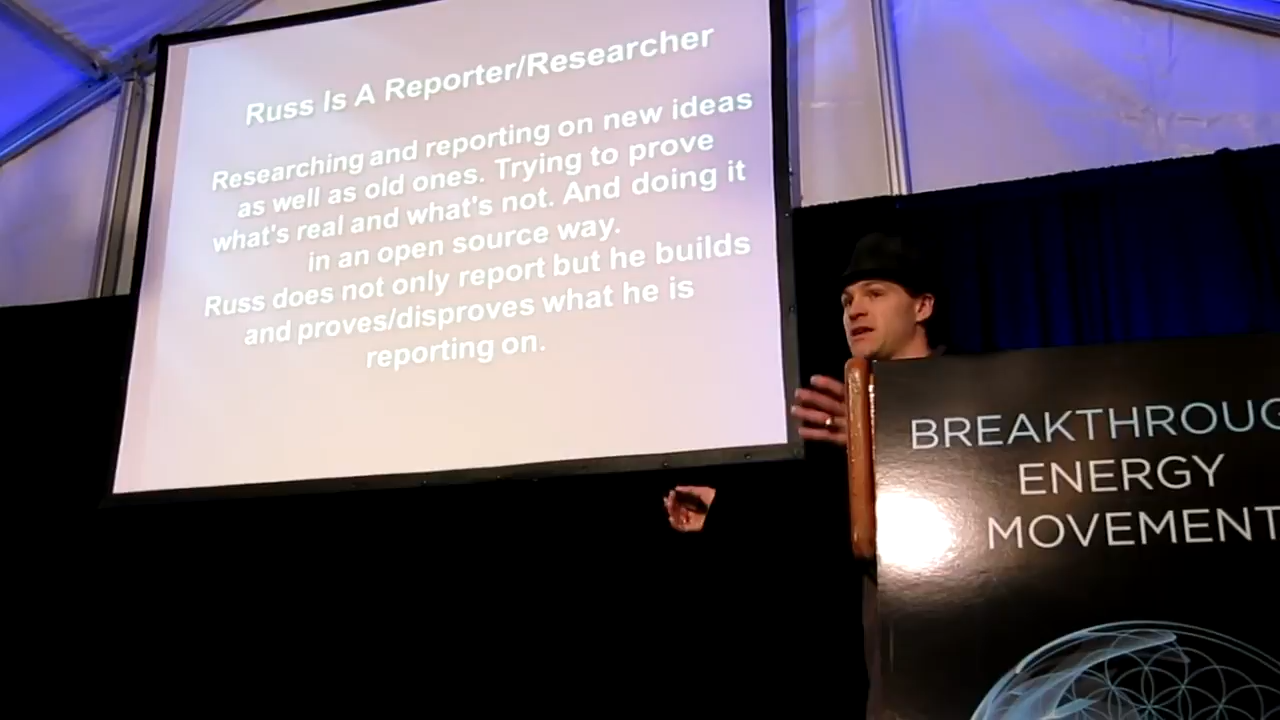 Russ Is A Reporter/Researcher
Researching and reporting on new ideas
as well as old ones. Trying to prove
what's real and what's not. And doing it
in an open source way.
Russ does not only report but he builds
and proves/disproves what he is
reporting on.
BREAKTHROUG
ENERGY
MOVEMENT